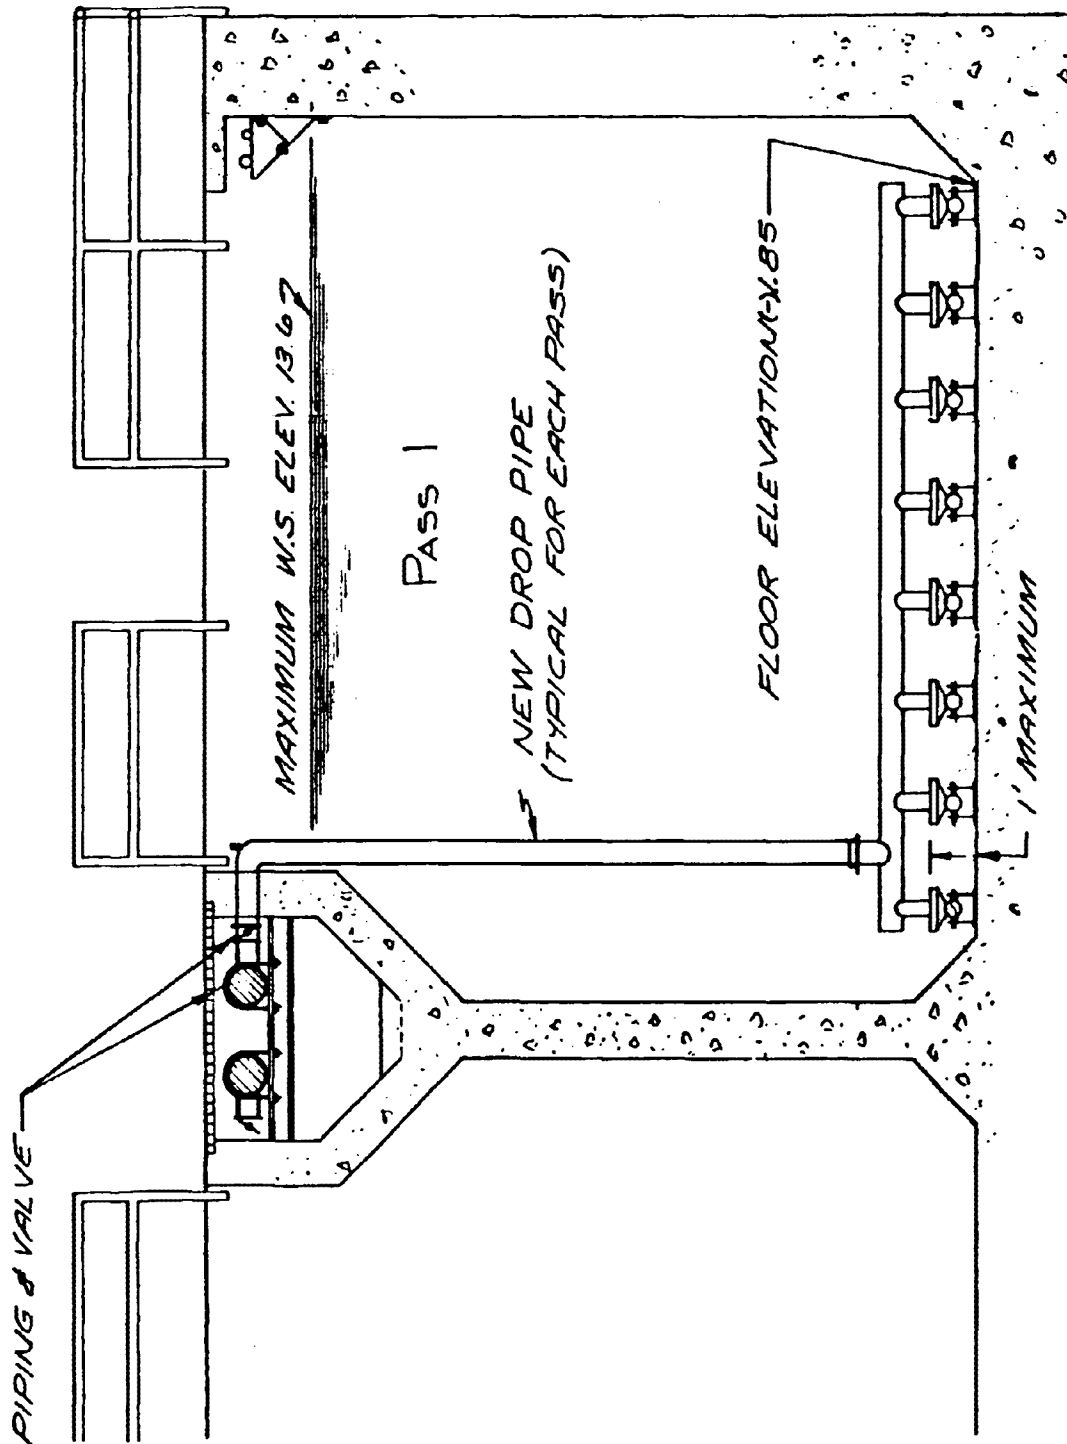 PIPING & VALVE
MAXIMUM W.S. ELEV. 13.67
PASS 1
NEW DROP PIPE
(TYPICAL FOR EACH PASS)
FLOOR ELEVATION
1' MAXIMUM